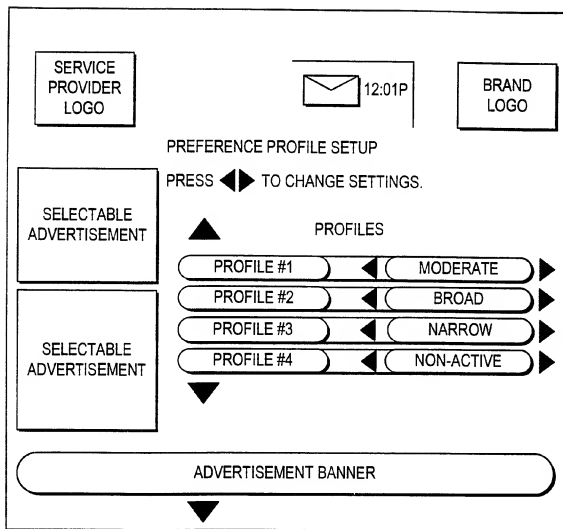 SERVICE
PROVIDER
LOGO
12:01P
BRAND
LOGO
PREFERENCE PROFILE SETUP
PRESS ◀▶ TO CHANGE SETTINGS.
SELECTABLE
ADVERTISEMENT
PROFILES
PROFILE #1 MODERATE
PROFILE #2 BROAD
PROFILE #3 NARROW
PROFILE #4 NON-ACTIVE
SELECTABLE
ADVERTISEMENT
ADVERTISEMENT BANNER